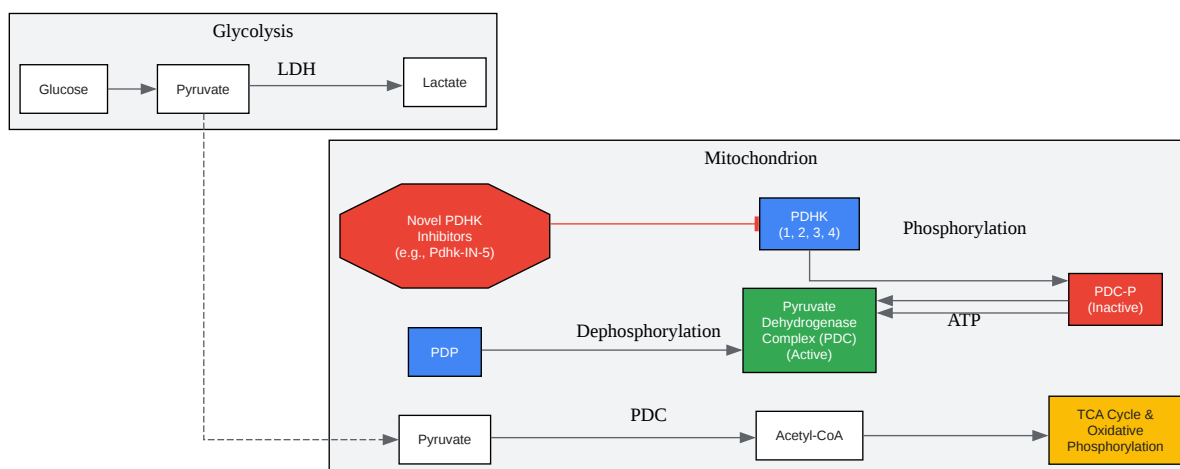 Glycolysis
Glucose
Pyruvate
LDH
Lactate
Mitochondrion
Novel PDHK
Inhibitors
(e.g., Pdhk-IN-5)
PDHK
(1, 2, 3, 4)
Phosphorylation
PDC-P
(Inactive)
ATP
Pyruvate
Dehydrogenase
Complex (PDC)
(Active)
Dephosphorylation
PDP
Pyruvate
PDC
Acetyl-CoA
TCA Cycle &
Oxidative
Phosphorylation